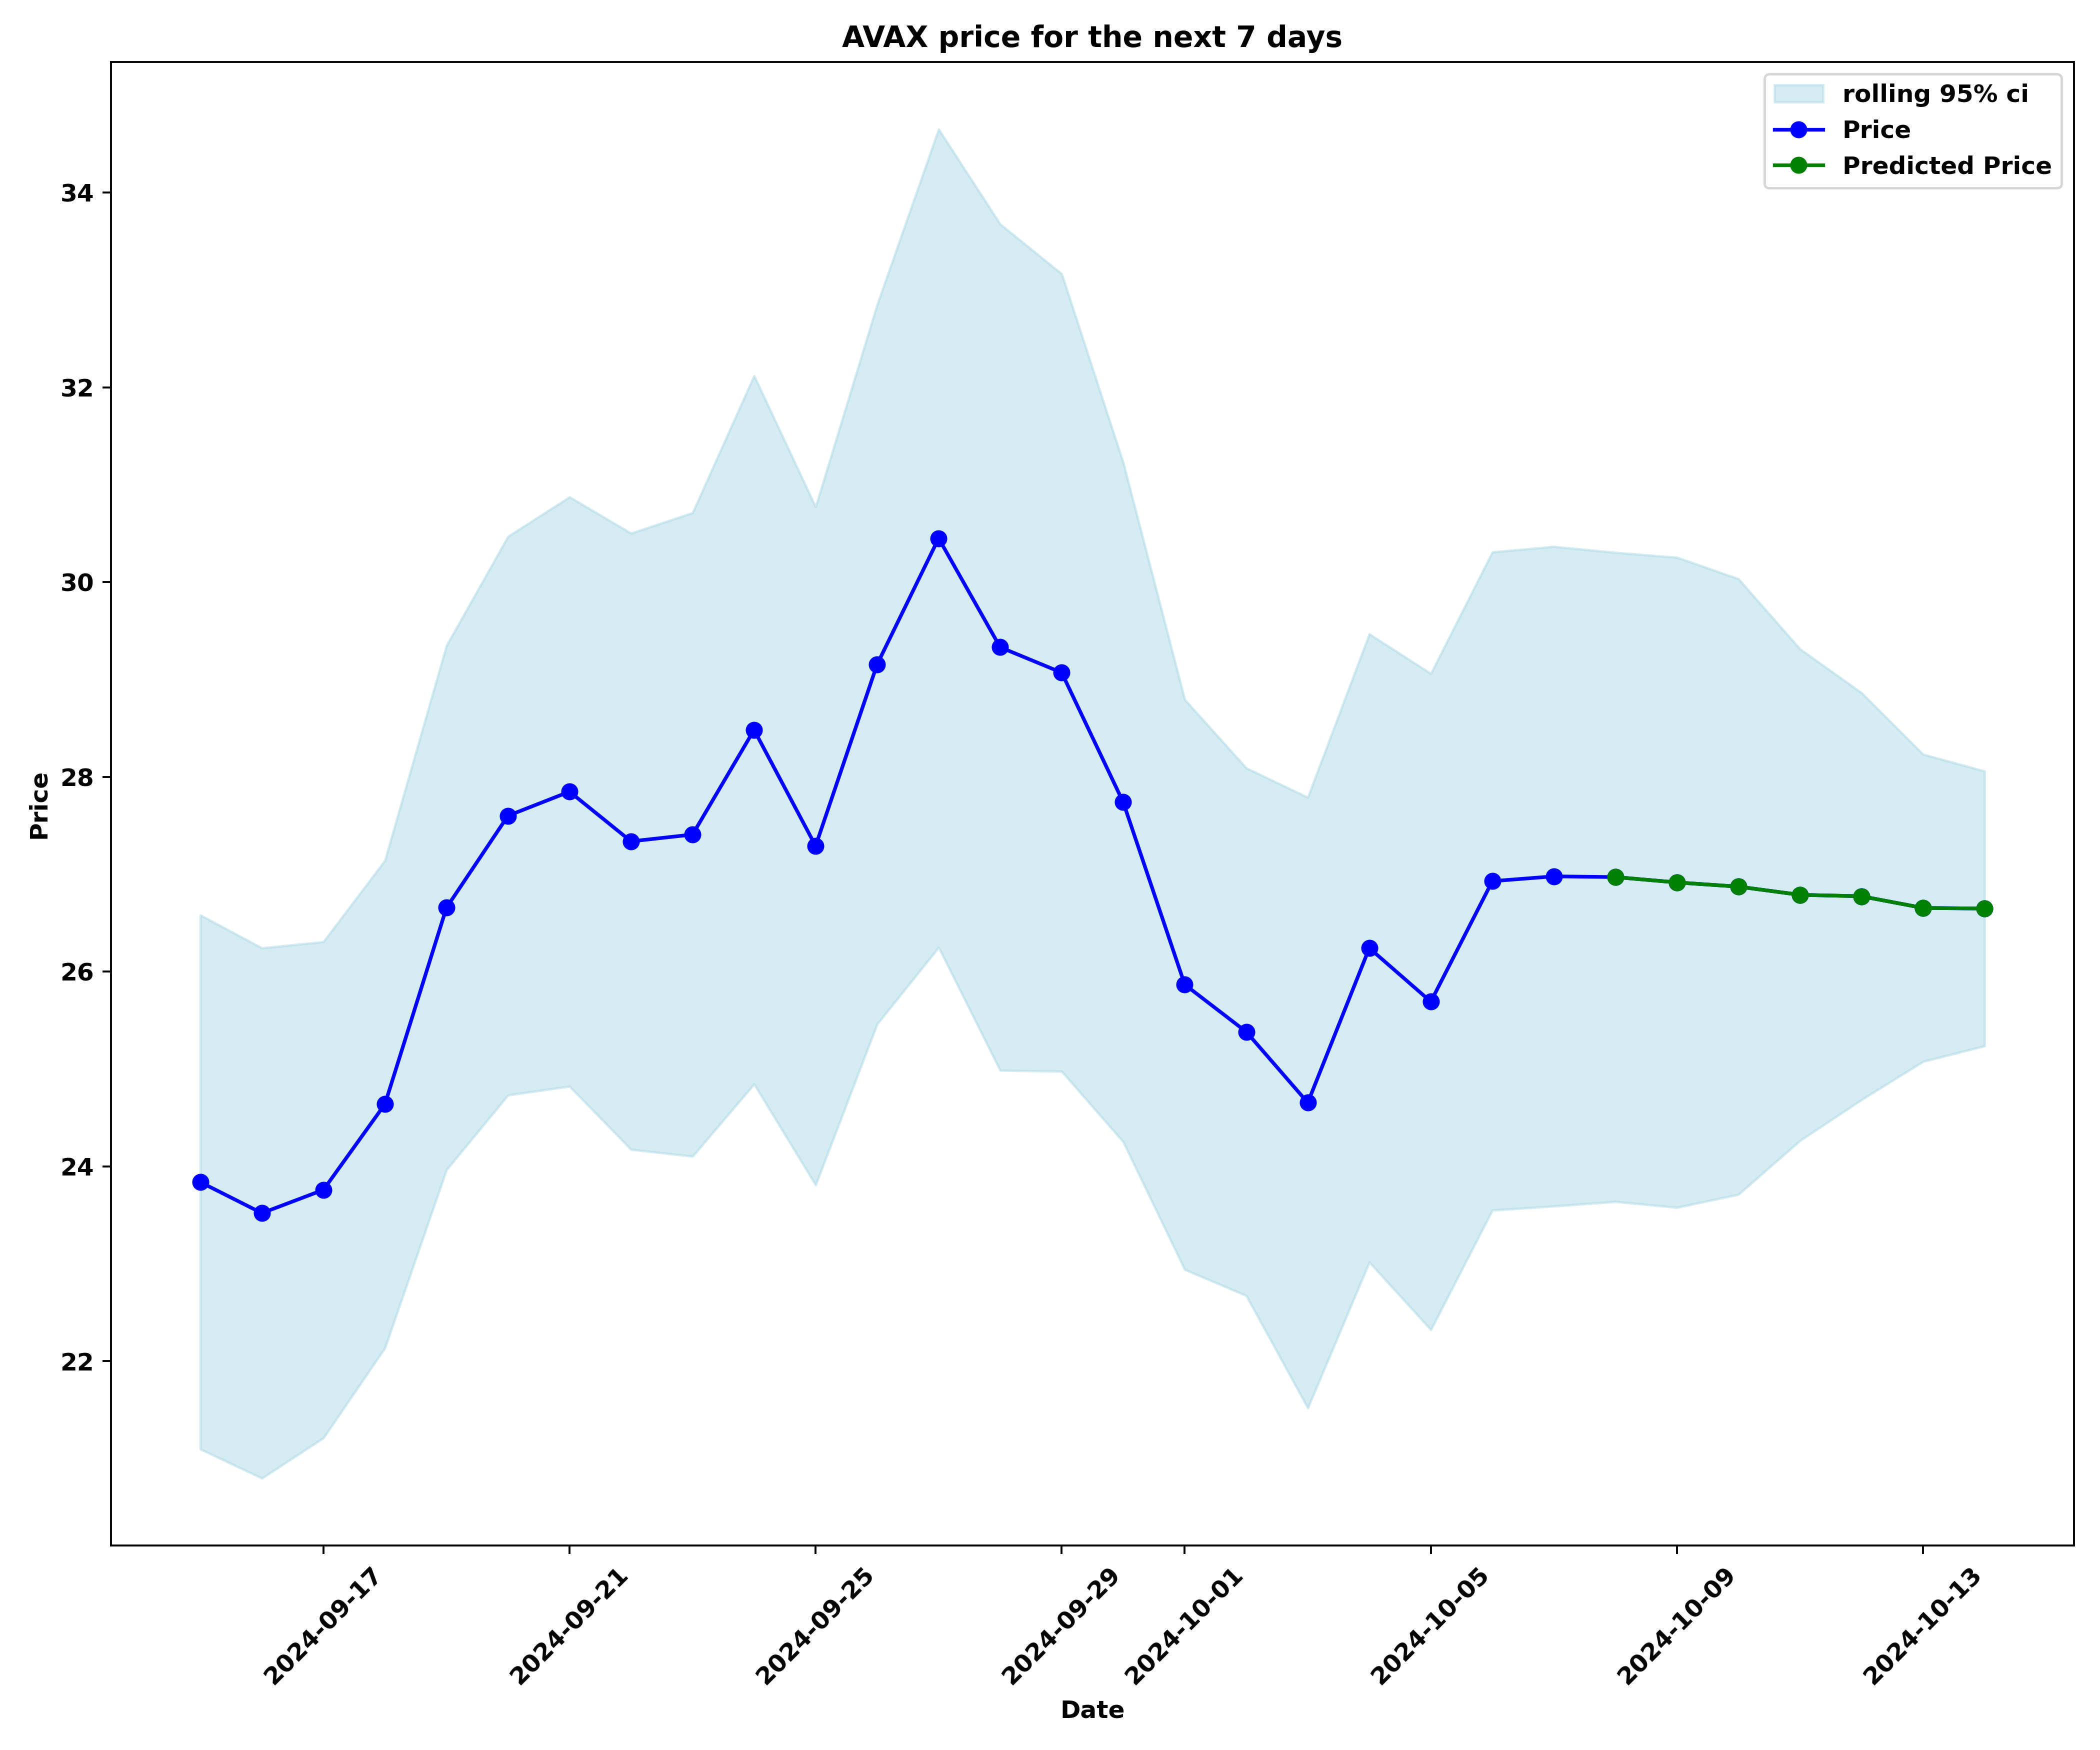 AVAX price for the next 7 days
rolling 95% ci
Price
Predicted Price
34
32
30
28
26
24
22
Price
2024-09-17
2024-09-21
2024-09-25
2024-09-29
2024-10-01
2024-10-05
2024-10-09
2024-10-13
Date